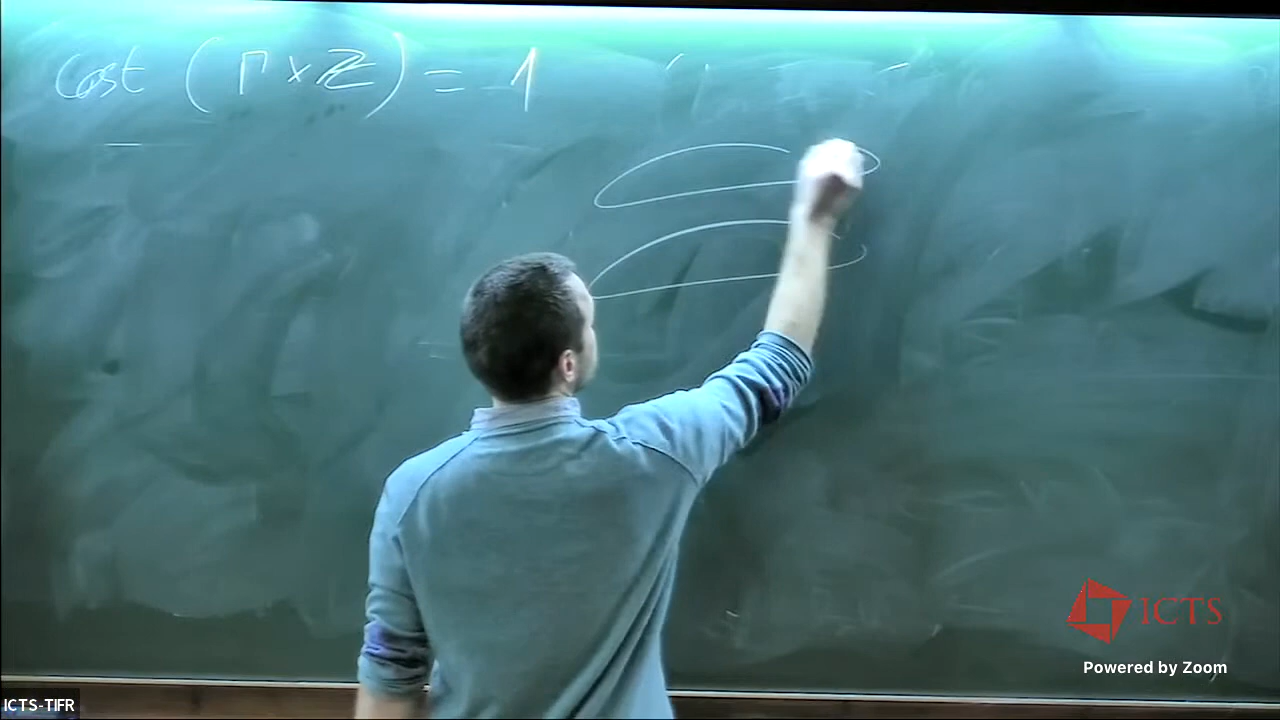 Cost (Γ × ℤ) = 1
ICTS
Powered by Zoom
ICTS-TIFR